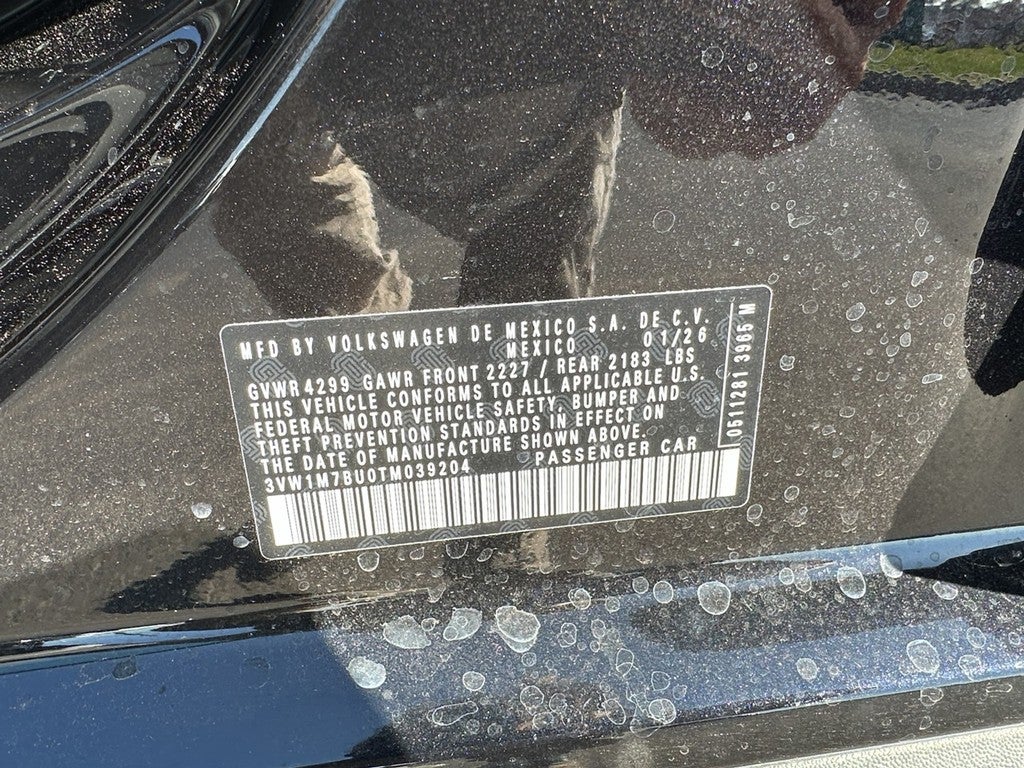 MFD BY VOLKSWAGEN DE MEXICO S.A. DE C.V.
MEXICO 01/26
GVWR 4299 GAWR FRONT 2227 / REAR 2183 LBS
THIS VEHICLE CONFORMS TO ALL APPLICABLE U.S.
FEDERAL MOTOR VEHICLE SAFETY, BUMPER AND
THEFT PREVENTION STANDARDS IN EFFECT ON
THE DATE OF MANUFACTURE SHOWN ABOVE.
3VW1M7BU0TM039204 PASSENGER CAR
0511281 3965 M